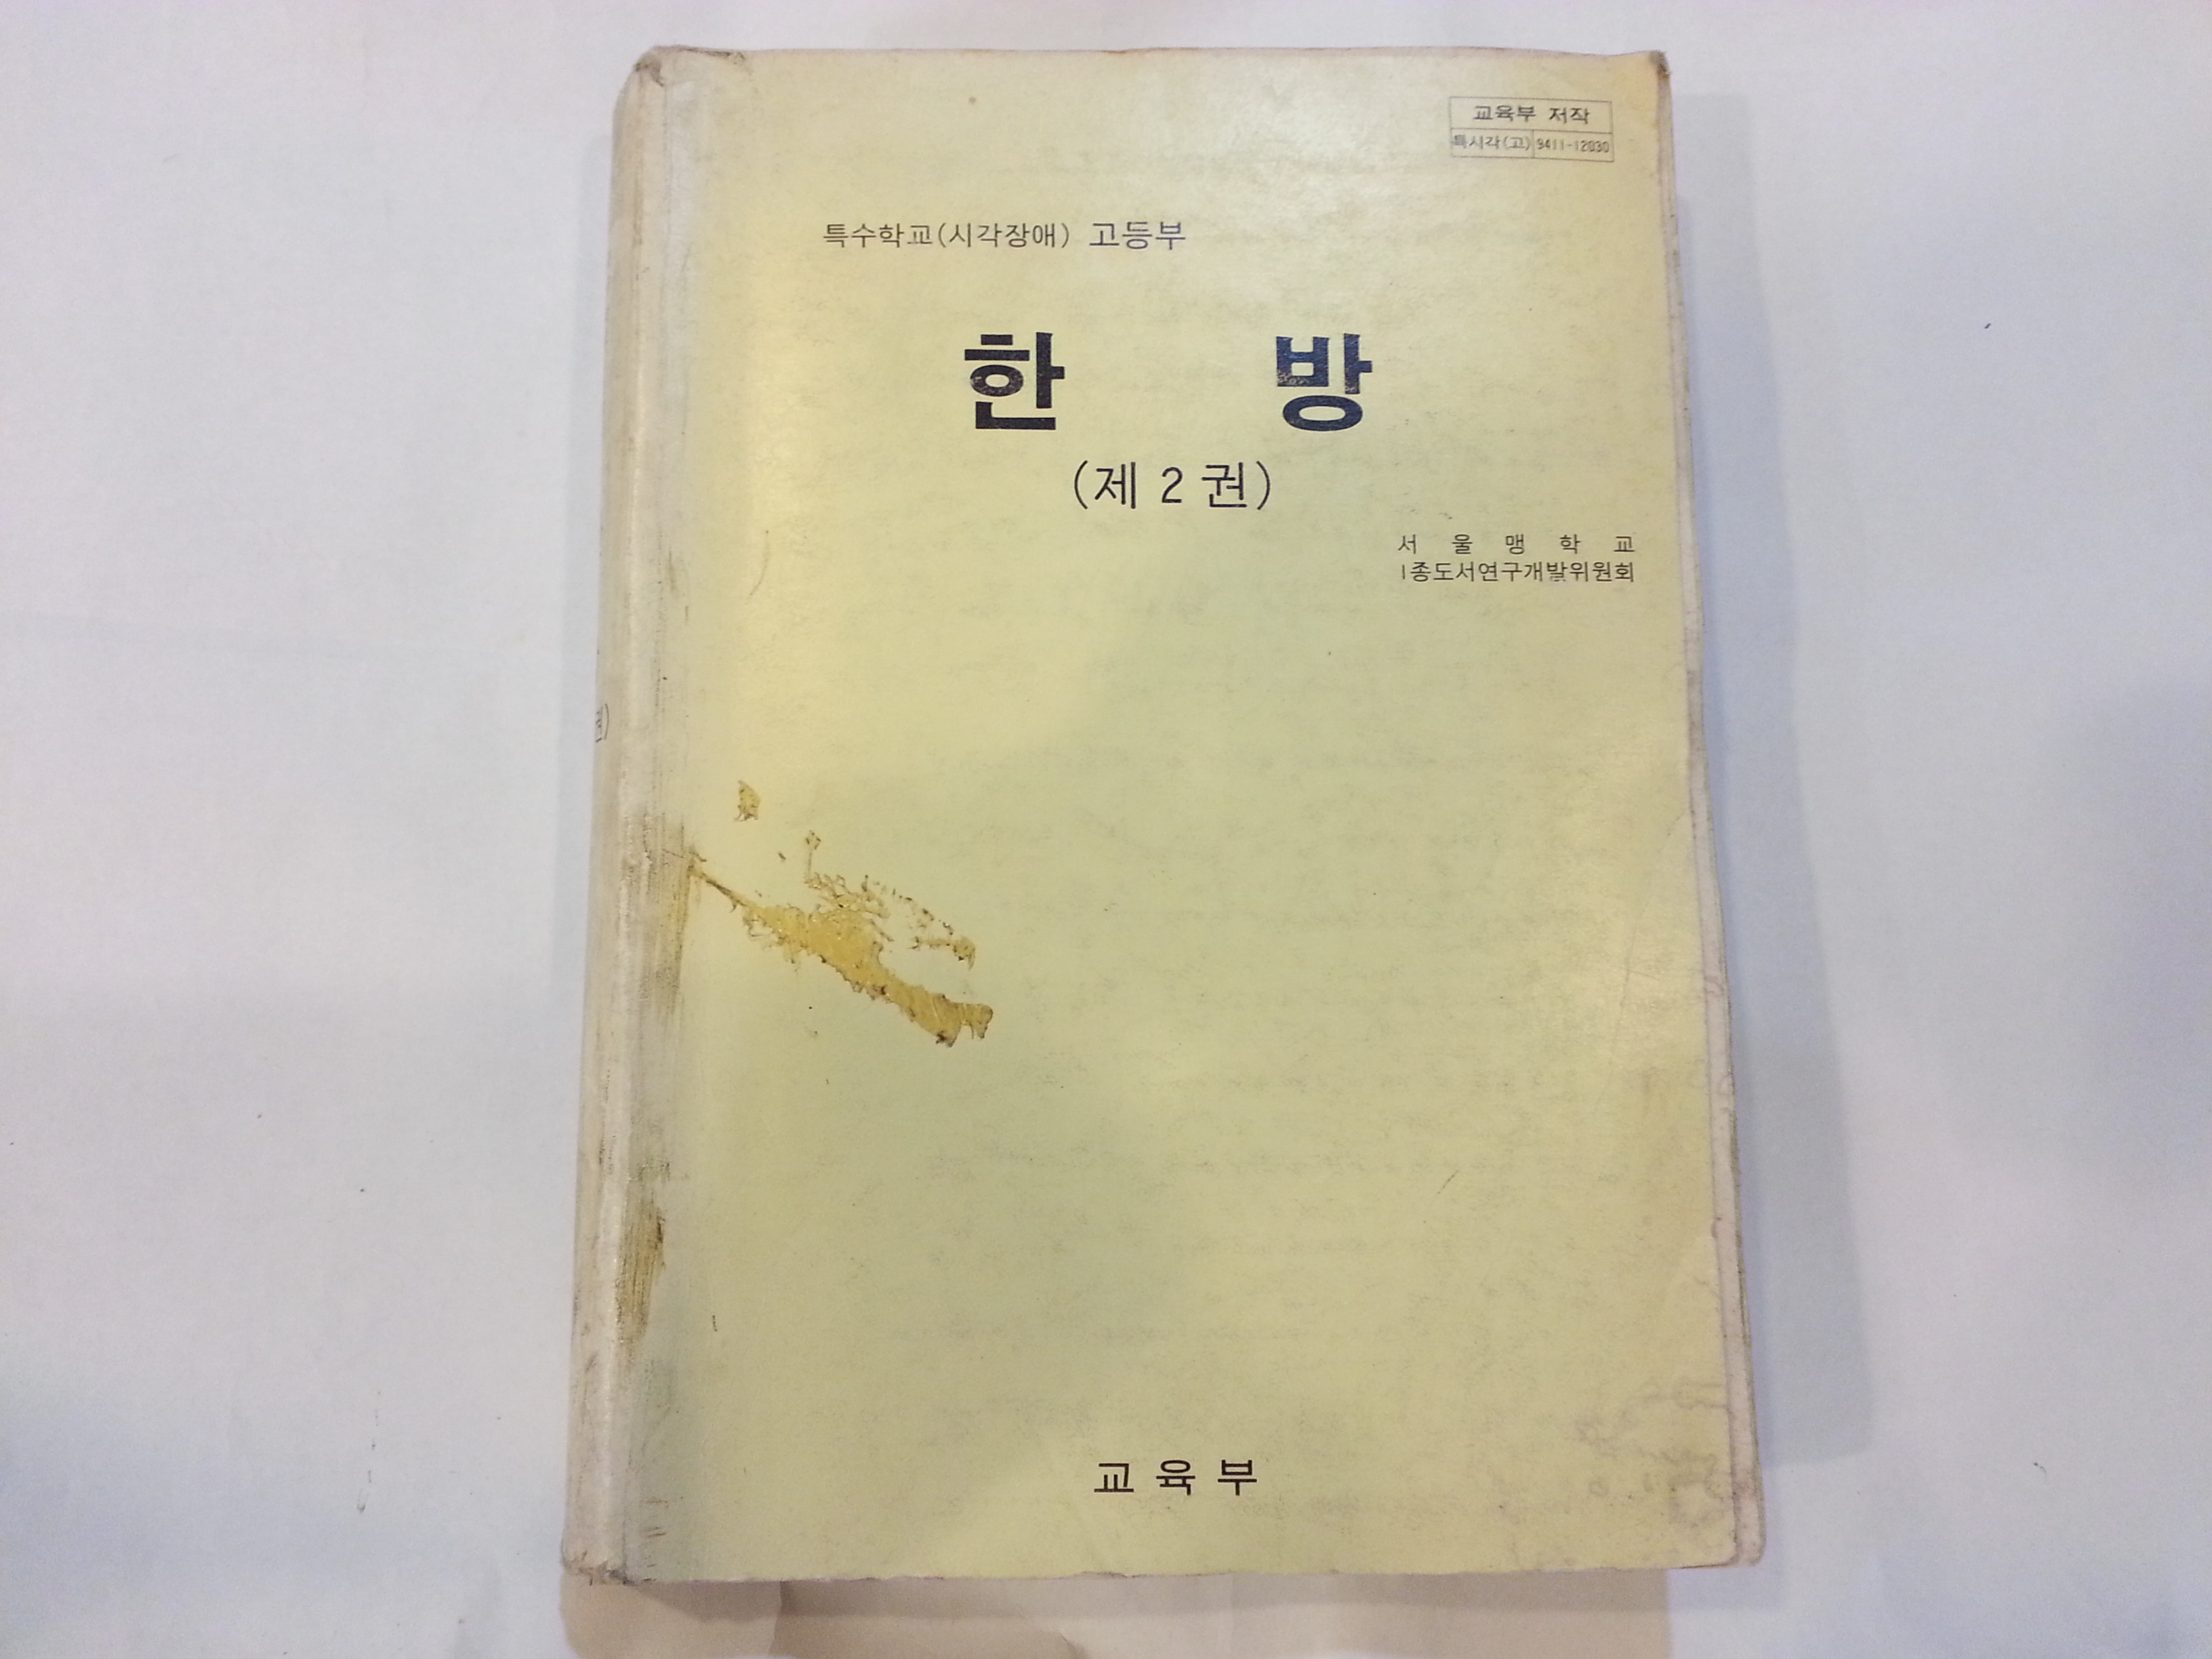 교육부 저작
특시각(고) 9411-12030
특수학교(시각장애) 고등부
한 방
(제 2 권)
서 울 맹 학 교
1종도서연구개발위원회
권)
교 육 부